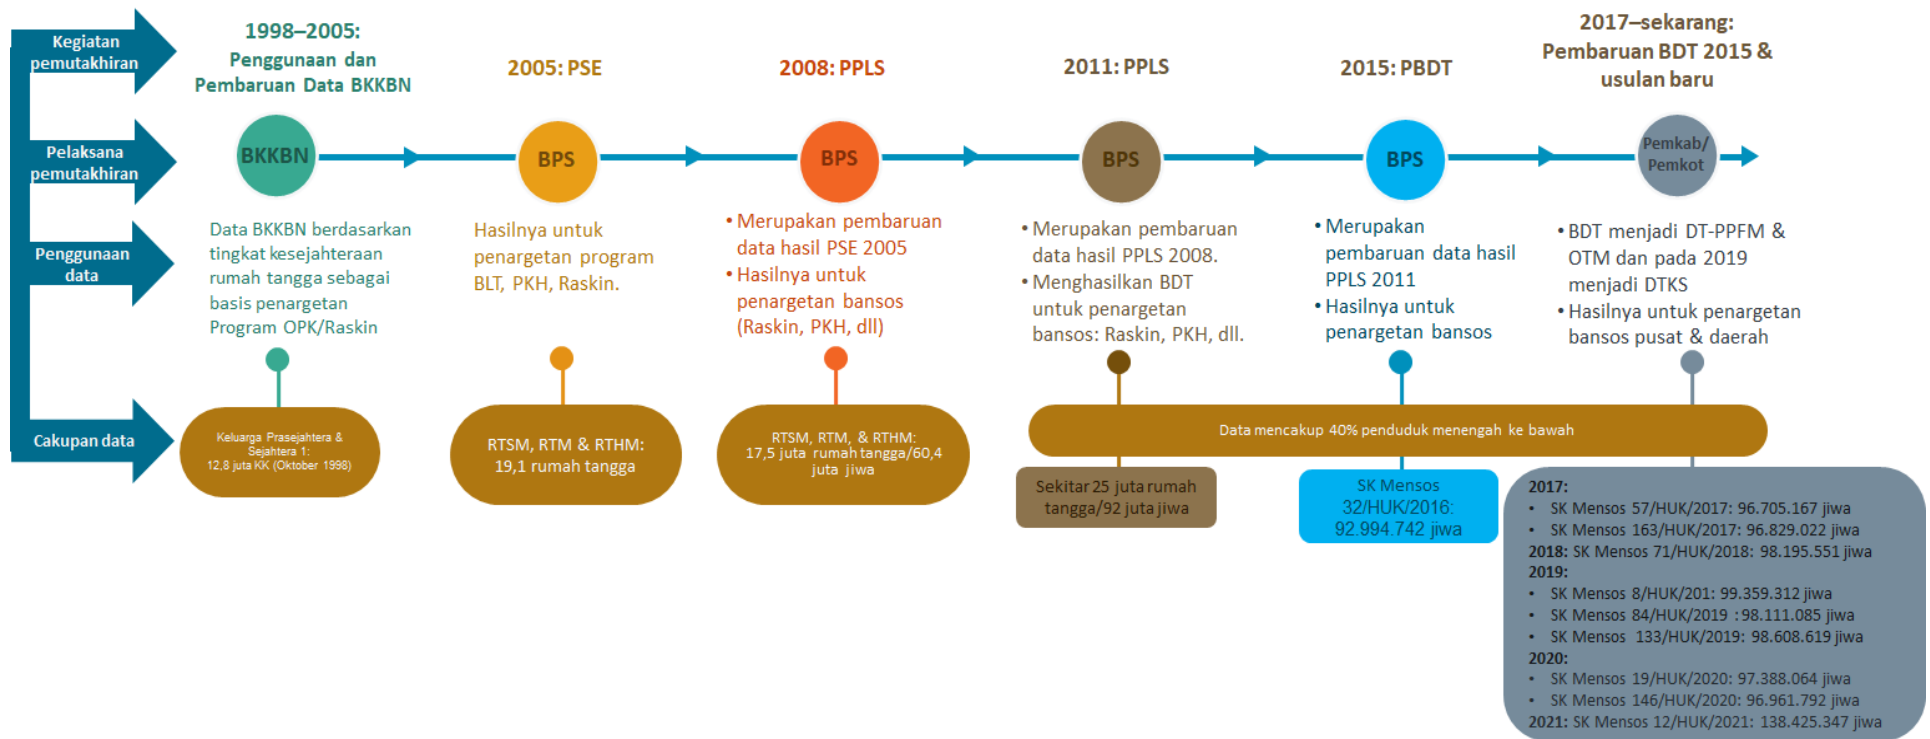 Kegiatan
pemutakhiran
1998–2005:
Penggunaan dan
Pembaruan Data BKKBN
2005: PSE
2008: PPLS
2011: PPLS
2015: PBDT
2017–sekarang:
Pembaruan BDT 2015 &
usulan baru
Pelaksana
pemutakhiran
BKKBN
BPS
BPS
BPS
BPS
Pemkab/
Pemkot
Penggunaan
data
Data BKKBN berdasarkan
tingkat kesejahteraan
rumah tangga sebagai
basis penargetan
Program OPK/Raskin
Hasilnya untuk
penargetan program
BLT, PKH, Raskin.
• Merupakan pembaruan
data hasil PSE 2005
• Hasilnya untuk
penargetan bansos
(Raskin, PKH, dll)
• Merupakan pembaruan
data hasil PPLS 2008.
• Menghasilkan BDT
untuk penargetan
bansos: Raskin, PKH, dll.
• Merupakan
pembaruan data hasil
PPLS 2011
• Hasilnya untuk
penargetan bansos
• BDT menjadi DT-PPFM &
OTM dan pada 2019
menjadi DTKS
• Hasilnya untuk penargetan
bansos pusat & daerah
Cakupan data
Keluarga Prasejahtera &
Sejahtera 1:
12,8 juta KK (Oktober 1998)
RTSM, RTM & RTHM:
19,1 rumah tangga
RTSM, RTM, & RTHM:
17,5 juta rumah tangga/60,4
juta jiwa
Data mencakup 40% penduduk menengah ke bawah
Sekitar 25 juta rumah
tangga/92 juta jiwa
SK Mensos
32/HUK/2016:
92.994.742 jiwa
2017:
• SK Mensos 57/HUK/2017: 96.705.167 jiwa
• SK Mensos 163/HUK/2017: 96.829.022 jiwa
2018: SK Mensos 71/HUK/2018: 98.195.551 jiwa
2019:
• SK Mensos 8/HUK/201: 99.359.312 jiwa
• SK Mensos 84/HUK/2019 : 98.111.085 jiwa
• SK Mensos 133/HUK/2019: 98.608.619 jiwa
2020:
• SK Mensos 19/HUK/2020: 97.388.064 jiwa
• SK Mensos 146/HUK/2020: 96.961.792 jiwa
2021: SK Mensos 12/HUK/2021: 138.425.347 jiwa